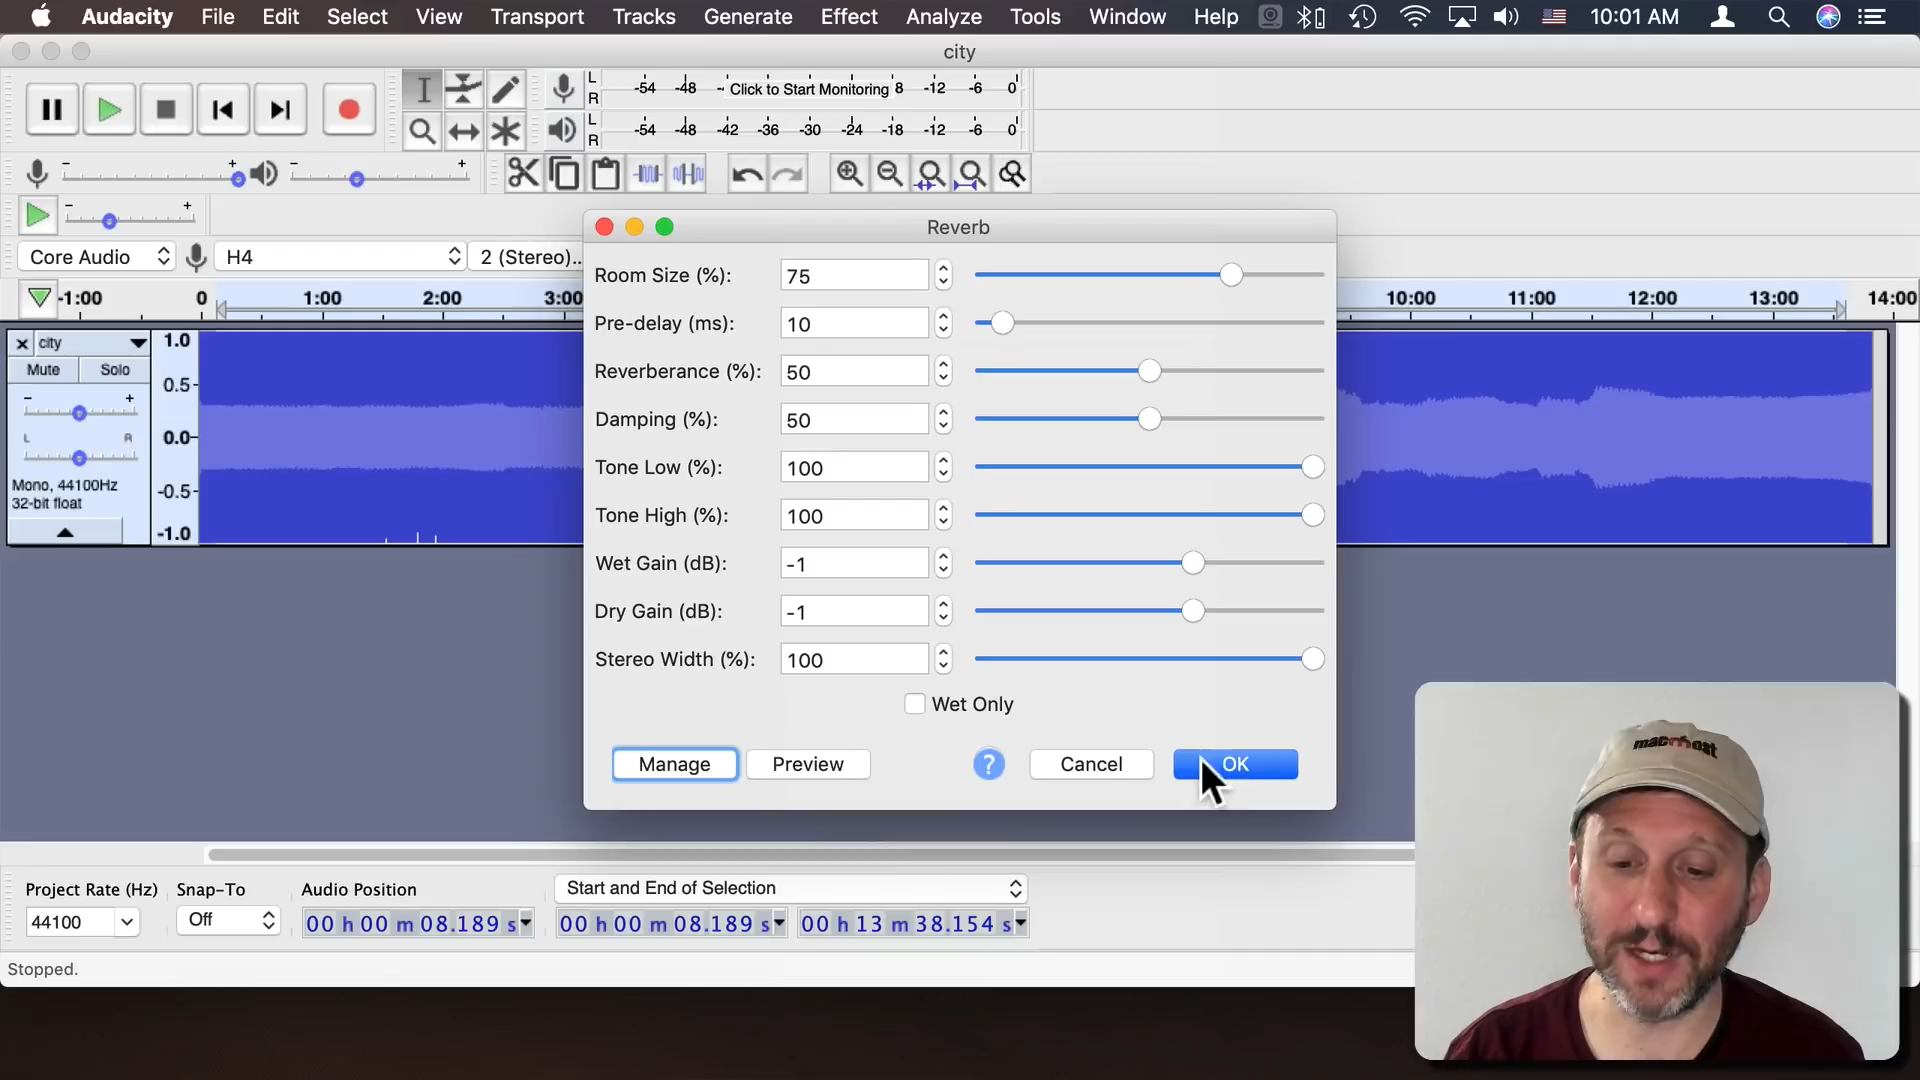 Audacity File Edit Select View Transport Tracks Generate Effect Analyze Tools Window Help 10:01 AM
city
L
R
-54 -48 - Click to Start Monitoring 8 -12 -6 0
L
R
-54 -48 -42 -36 -30 -24 -18 -12 -6 0
- + - +
- +
Core Audio H4 2 (Stereo)...
-1:00 0 1:00 2:00 3:00 10:00 11:00 12:00 13:00 14:00
city
Mute Solo
- +
L R
Mono, 44100Hz
32-bit float
1.0
0.5-
0.0-
-0.5-
-1.0
Reverb
Room Size (%): 75
Pre-delay (ms): 10
Reverberance (%): 50
Damping (%): 50
Tone Low (%): 100
Tone High (%): 100
Wet Gain (dB): -1
Dry Gain (dB): -1
Stereo Width (%): 100
Wet Only
Manage Preview ? Cancel OK
Project Rate (Hz) Snap-To Audio Position Start and End of Selection
44100 Off 00 h 00 m 08.189 s 00 h 00 m 08.189 s 00 h 13 m 38.154 s
Stopped.
macmost